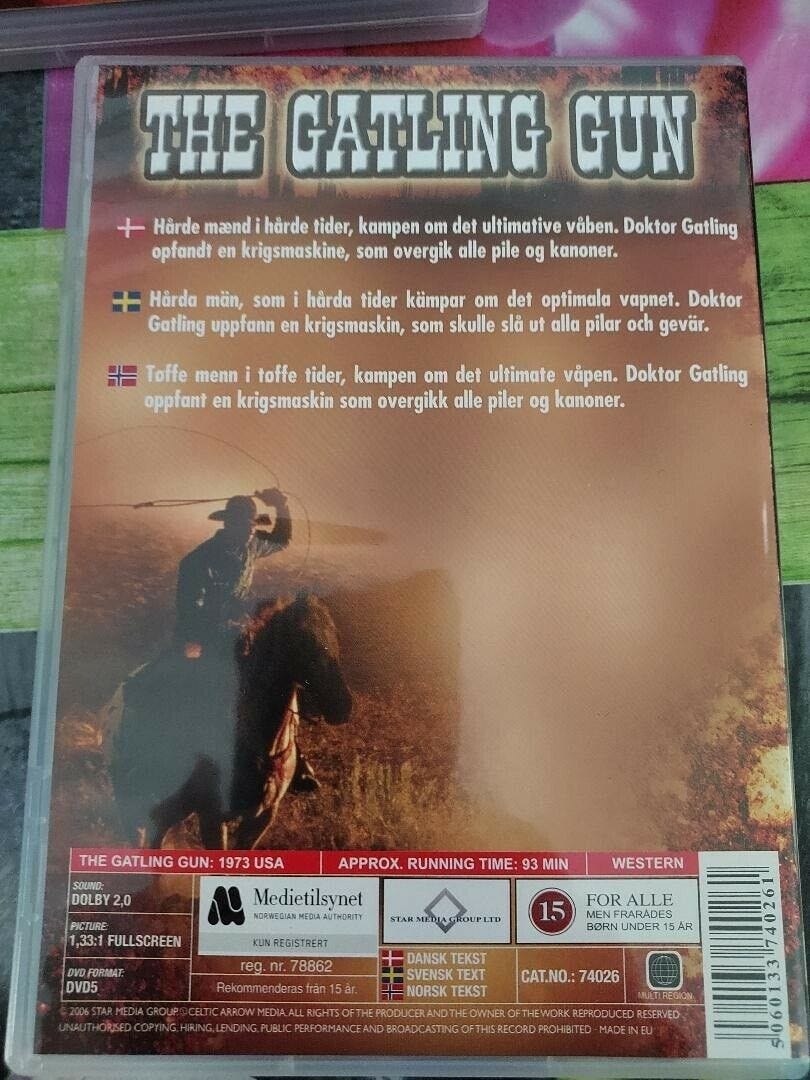 THE GATLING GUN
Hårde mænd i hårde tider, kampen om det ultimative våben. Doktor Gatling
opfandt en krigsmaskine, som overgik alle pile og kanoner.
Hårda män, som i hårda tider kämpar om det optimala vapnet. Doktor
Gatling uppfann en krigsmaskin, som skulle slå ut alla pilar och gevär.
Tøffe menn i tøffe tider, kampen om det ultimate våpen. Doktor Gatling
oppfant en krigsmaskin som overgikk alle piler og kanoner.
THE GATLING GUN: 1973 USA
APPROX. RUNNING TIME: 93 MIN
WESTERN
SOUND:
DOLBY 2,0
PICTURE:
1,33:1 FULLSCREEN
DVD FORMAT:
DVD5
Medietilsynet
NORWEGIAN MEDIA AUTHORITY
KUN REGISTRERT
reg. nr. 78862
Rekommenderas från 15 år.
STAR MEDIA GROUP LTD
DANSK TEKST
SVENSK TEXT
NORSK TEKST
15
FOR ALLE
MEN FRARÅDES
BØRN UNDER 15 ÅR
CAT.NO.: 74026
MULTI REGION
5060133740261
© 2006 STAR MEDIA GROUP. ℗ CELTIC ARROW MEDIA. ALL RIGHTS OF THE PRODUCER AND THE OWNER OF THE WORK REPRODUCED RESERVED
UNAUTHORISED COPYING, HIRING, LENDING, PUBLIC PERFORMANCE AND BROADCASTING OF THIS RECORD PROHIBITED · MADE IN EU